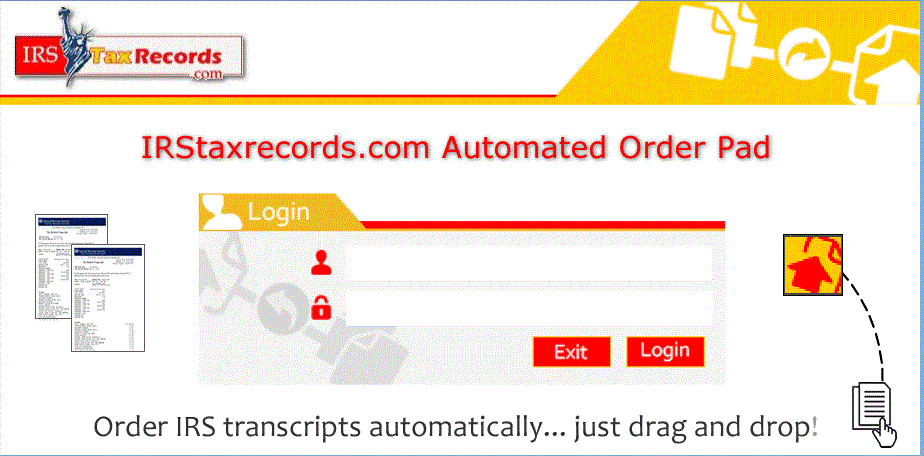 IRS TaxRecords
.com
IRStaxrecords.com Automated Order Pad
Login
Exit Login
Order IRS transcripts automatically... just drag and drop!